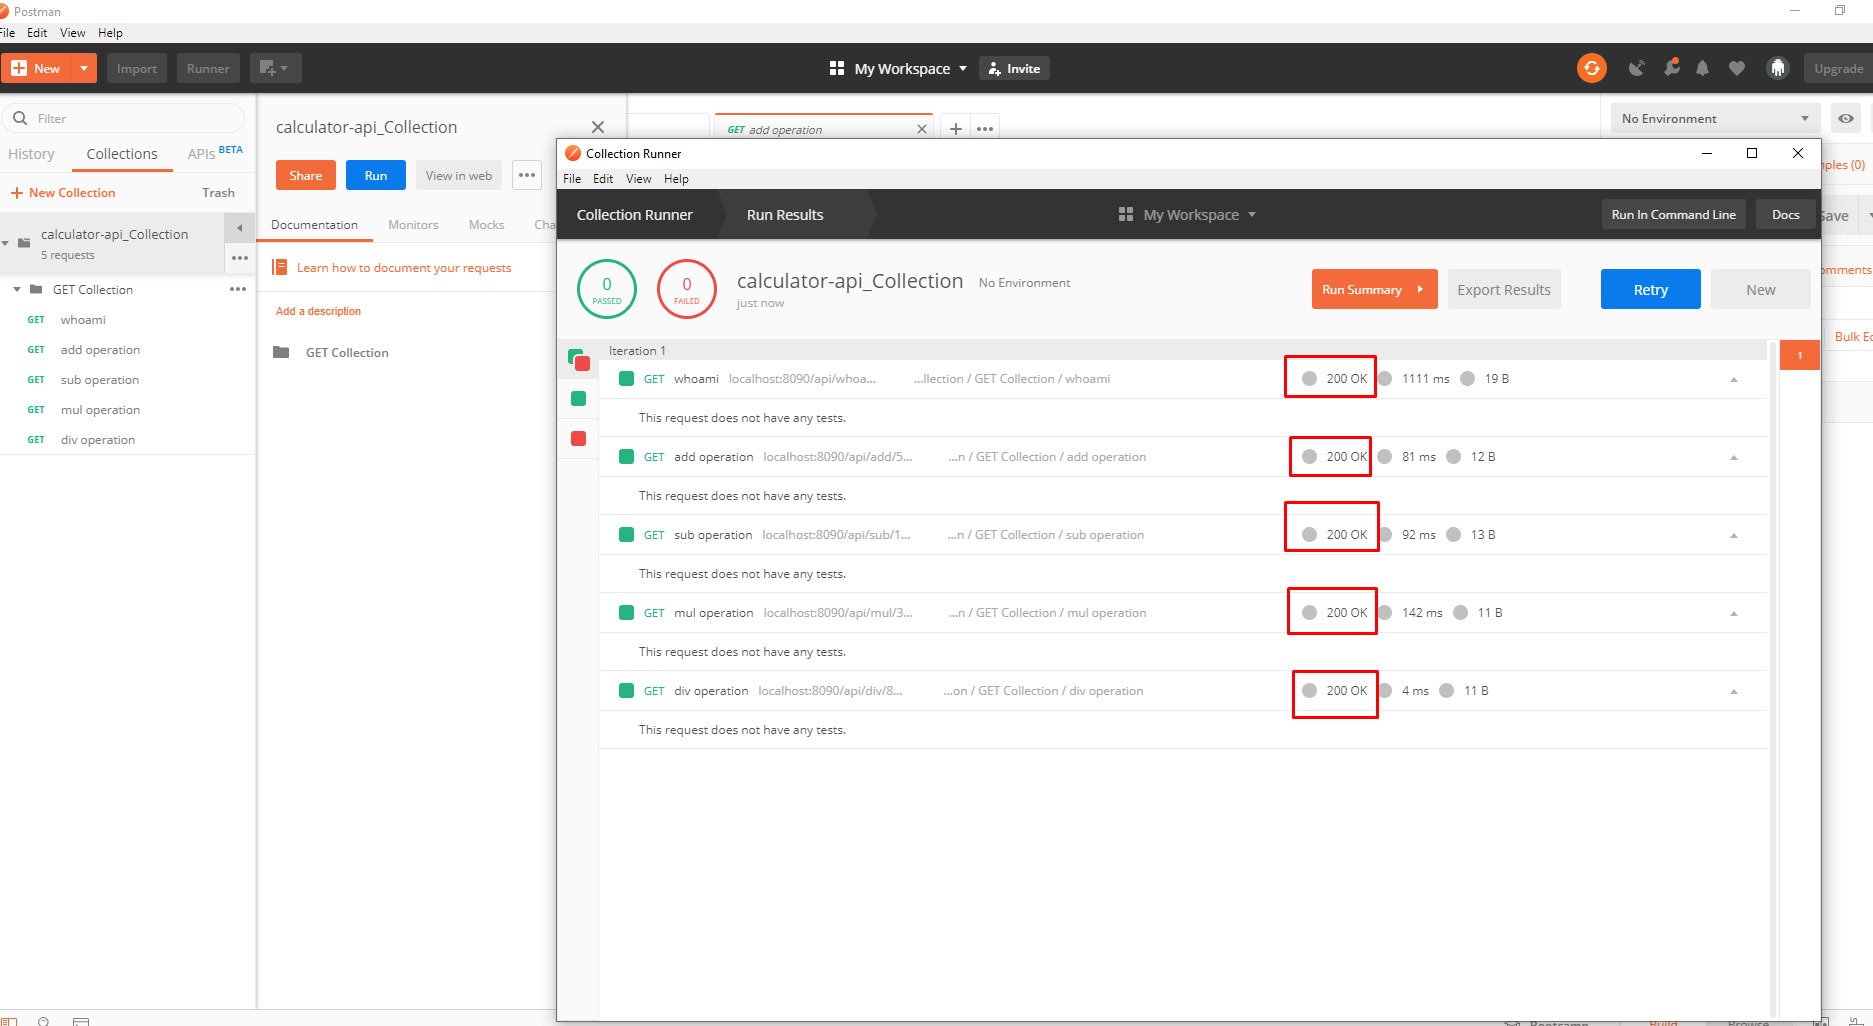 Postman
File Edit View Help
New Import Runner My Workspace Invite Upgrade
Filter
History Collections APIs BETA
New Collection Trash
calculator-api_Collection
5 requests
GET Collection
GET whoami
GET add operation
GET sub operation
GET mul operation
GET div operation
calculator-api_Collection
Share Run View in web
Documentation Monitors Mocks Cha
Learn how to document your requests
Add a description
GET Collection
GET add operation
No Environment
mples (0)
Save
omments
Bulk Ed
Collection Runner
File Edit View Help
Collection Runner Run Results My Workspace Run In Command Line Docs
0 PASSED
0 FAILED
calculator-api_Collection No Environment
just now
Run Summary Export Results Retry New
Iteration 1
1
GET whoami localhost:8090/api/whoa... ...llection / GET Collection / whoami 200 OK 1111 ms 19 B
This request does not have any tests.
GET add operation localhost:8090/api/add/5... ...n / GET Collection / add operation 200 OK 81 ms 12 B
This request does not have any tests.
GET sub operation localhost:8090/api/sub/1... ...n / GET Collection / sub operation 200 OK 92 ms 13 B
This request does not have any tests.
GET mul operation localhost:8090/api/mul/3... ...n / GET Collection / mul operation 200 OK 142 ms 11 B
This request does not have any tests.
GET div operation localhost:8090/api/div/8... ...on / GET Collection / div operation 200 OK 4 ms 11 B
This request does not have any tests.
Bootcamp Build Browse